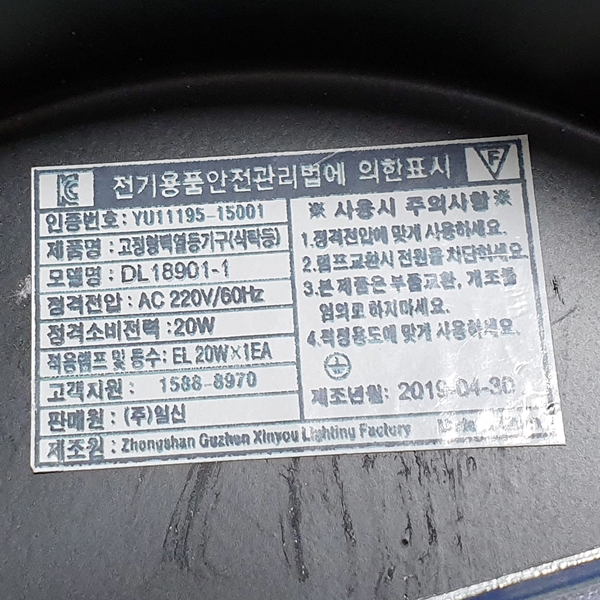 전기용품안전관리법에 의한표시
인증번호 : YU11195-15001
제품명 : 고정형백열등기구(식탁등)
모델명 : DL18901-1
정격전압 : AC 220V/60Hz
정격소비전력 : 20W
적용램프 및 등수 : EL 20W×1EA
고객지원 : 1588-8970
판매원 : (주)일신
제조원 : Zhongshan Guzhen Xinyou Lighting Factory
※ 사용시 주의사항 ※
1.정격전압에 맞게 사용하세요.
2.램프교환시 전원을 차단하세요.
3.본 제품은 부품교환, 개조를
임의로 하지마세요.
4.적정용도에 맞게 사용하세요.
제조년월: 2019-04-30